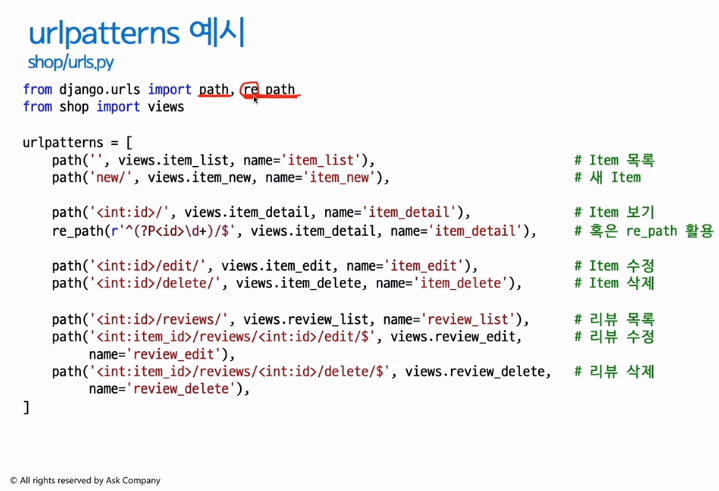 urlpatterns 예시
shop/urls.py
from django.urls import path, re_path
from shop import views
urlpatterns = [
    path('', views.item_list, name='item_list'), # Item 목록
    path('new/', views.item_new, name='item_new'), # 새 Item
    path('<int:id>/', views.item_detail, name='item_detail'), # Item 보기
    re_path(r'^(?P<id>\d+)/$', views.item_detail, name='item_detail'), # 혹은 re_path 활용
    path('<int:id>/edit/', views.item_edit, name='item_edit'), # Item 수정
    path('<int:id>/delete/', views.item_delete, name='item_delete'), # Item 삭제
    path('<int:id>/reviews/', views.review_list, name='review_list'), # 리뷰 목록
    path('<int:item_id>/reviews/<int:id>/edit/$', views.review_edit, # 리뷰 수정
         name='review_edit'),
    path('<int:item_id>/reviews/<int:id>/delete/$', views.review_delete, # 리뷰 삭제
         name='review_delete'),
]
© All rights reserved by Ask Company